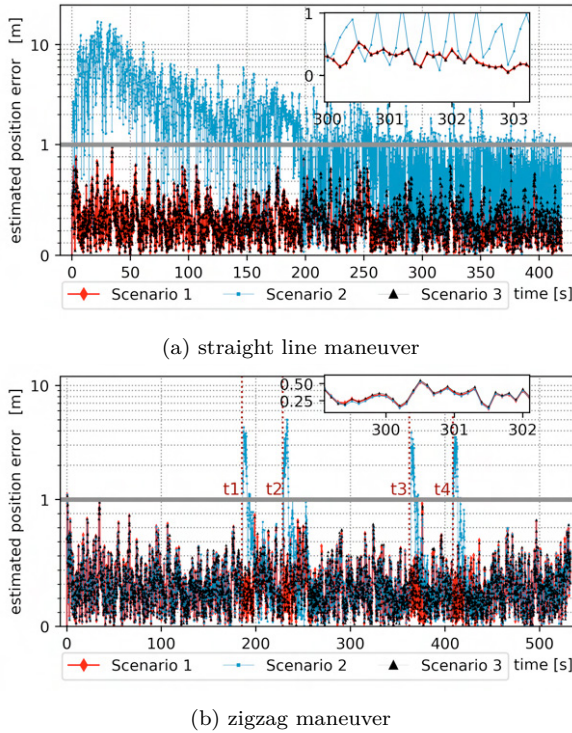 estimated position error [m]
10
1
0
1
0
300 301 302 303
0 50 100 150 200 250 300 350 400
Scenario 1 Scenario 2 Scenario 3 time [s]
(a) straight line maneuver
estimated position error [m]
10
1
0
0.50
0.25
300 301 302
t1 t2 t3 t4
0 100 200 300 400 500
Scenario 1 Scenario 2 Scenario 3 time [s]
(b) zigzag maneuver